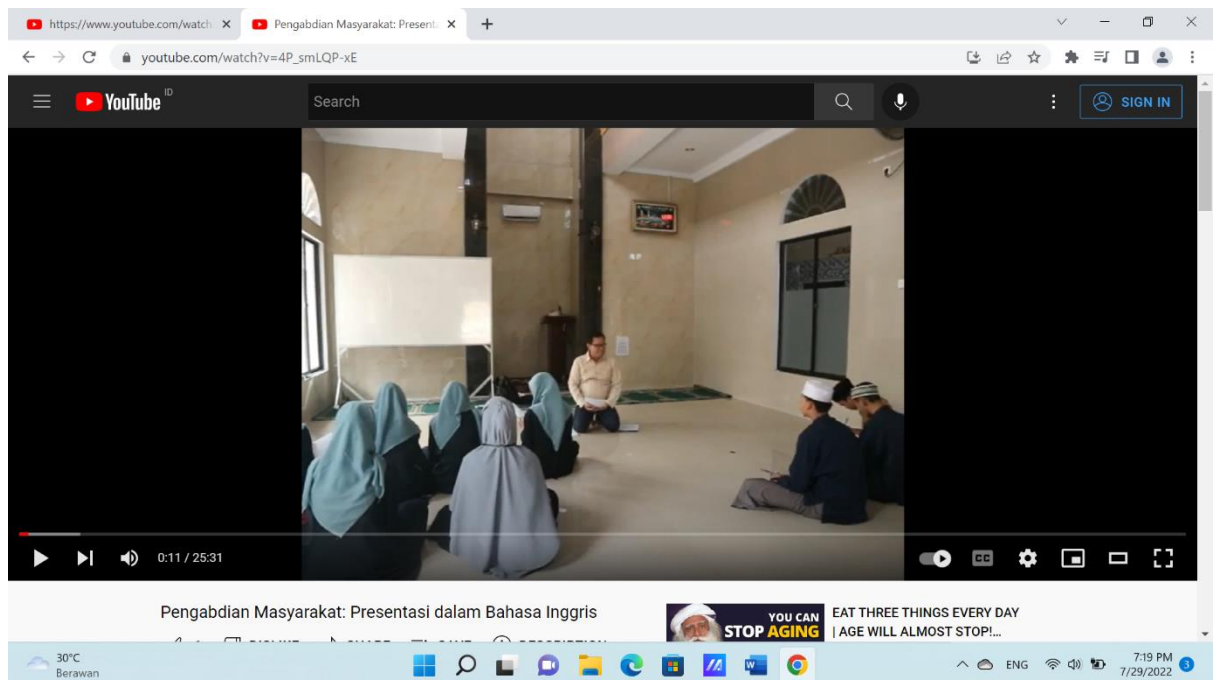 https://www.youtube.com/watch
Pengabdian Masyarakat: Presenta
youtube.com/watch?v=4P_smLQP-xE
YouTube ID
Search
SIGN IN
0:11 / 25:31
CC
Pengabdian Masyarakat: Presentasi dalam Bahasa Inggris
YOU CAN
STOP AGING
EAT THREE THINGS EVERY DAY
| AGE WILL ALMOST STOP!...
30°C
Berawan
ENG
7:19 PM
7/29/2022
3